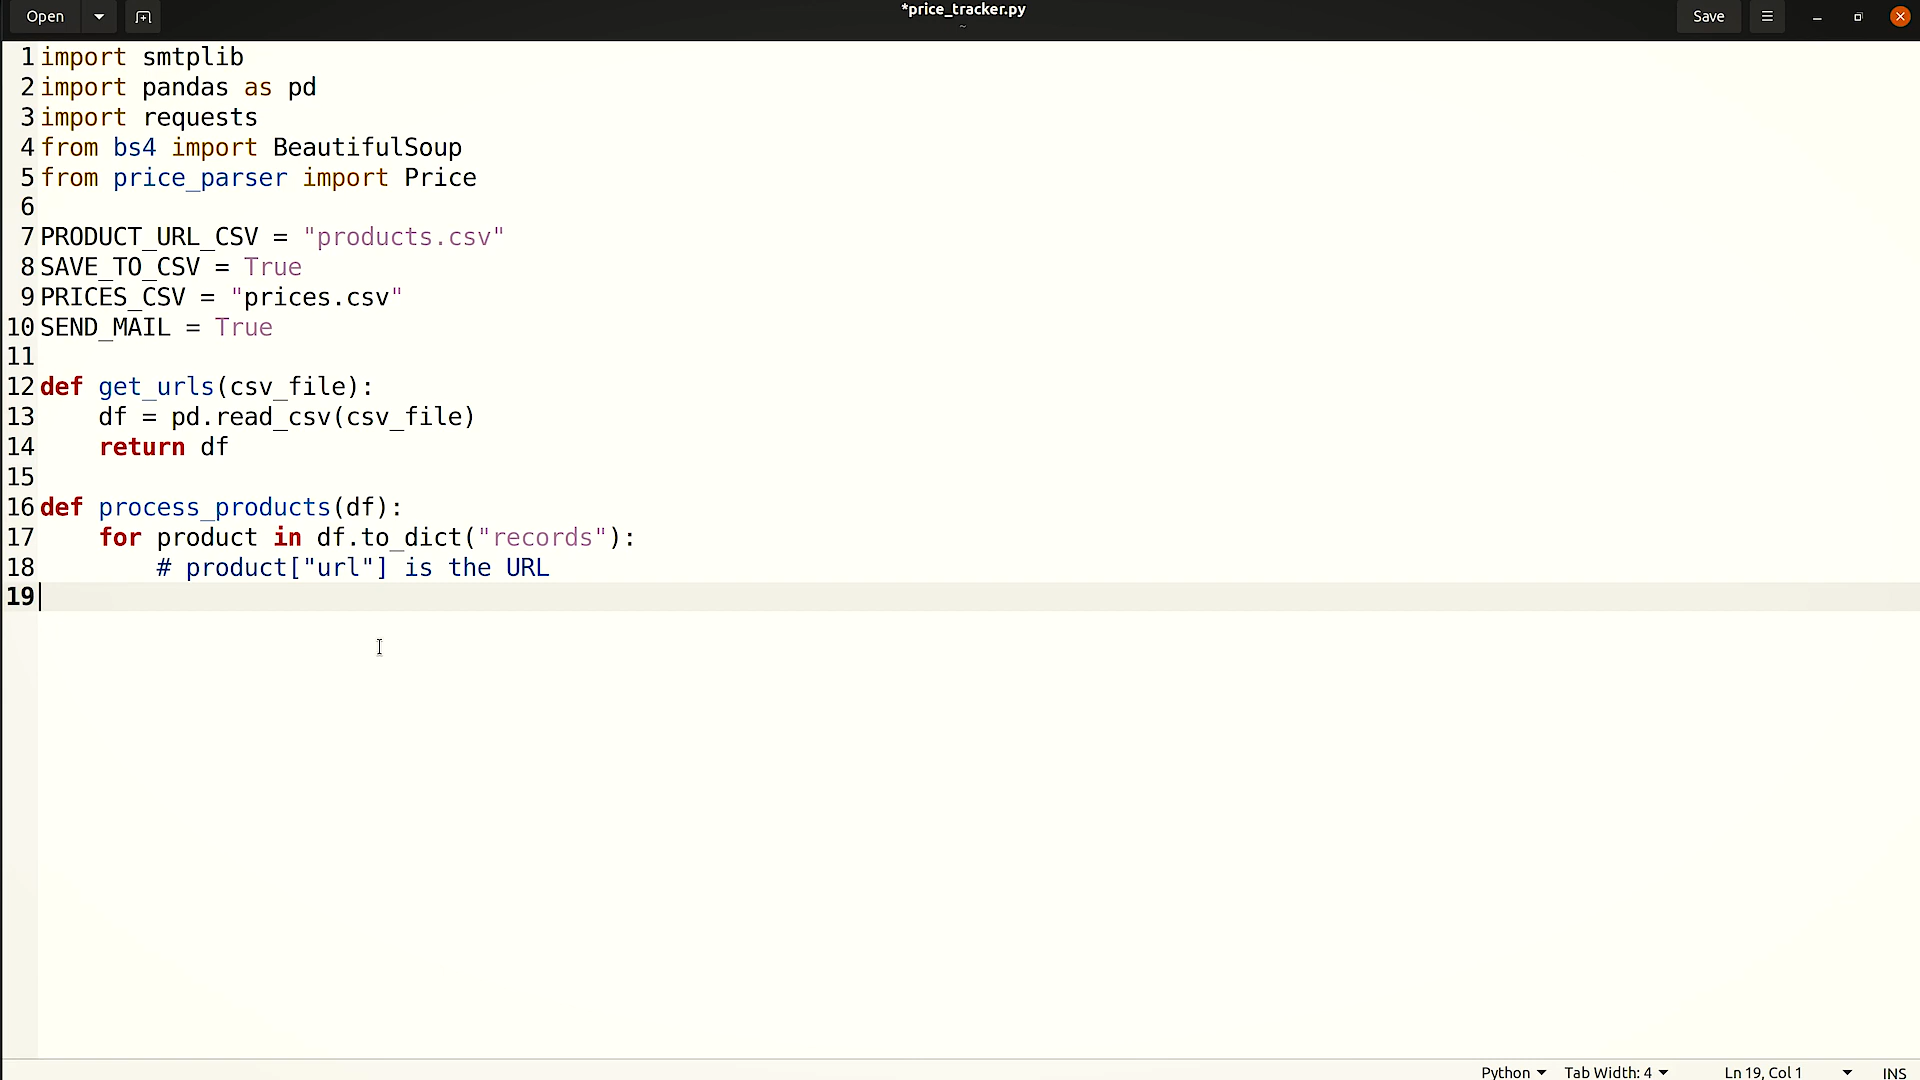 Open
*price_tracker.py
~
Save
1 import smtplib
2 import pandas as pd
3 import requests
4 from bs4 import BeautifulSoup
5 from price_parser import Price
6
7 PRODUCT_URL_CSV = "products.csv"
8 SAVE_TO_CSV = True
9 PRICES_CSV = "prices.csv"
10 SEND_MAIL = True
11
12 def get_urls(csv_file):
13     df = pd.read_csv(csv_file)
14     return df
15
16 def process_products(df):
17     for product in df.to_dict("records"):
18         # product["url"] is the URL
19
Python Tab Width: 4 Ln 19, Col 1 INS